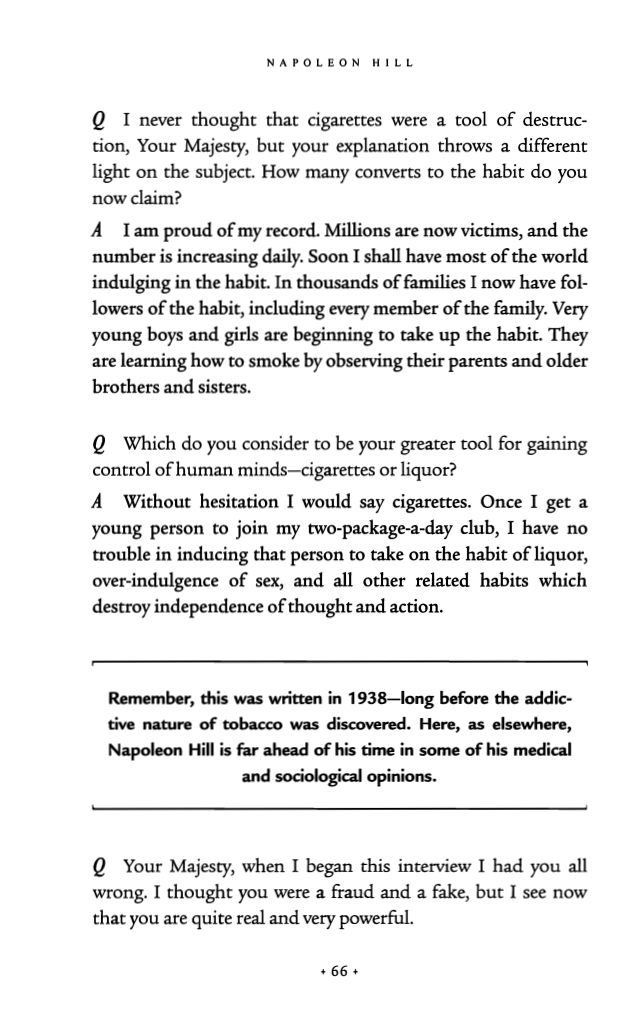 NAPOLEON HILL
Q I never thought that cigarettes were a tool of destruc-
tion, Your Majesty, but your explanation throws a different
light on the subject. How many converts to the habit do you
now claim?
A I am proud of my record. Millions are now victims, and the
number is increasing daily. Soon I shall have most of the world
indulging in the habit. In thousands of families I now have fol-
lowers of the habit, including every member of the family. Very
young boys and girls are beginning to take up the habit. They
are learning how to smoke by observing their parents and older
brothers and sisters.
Q Which do you consider to be your greater tool for gaining
control of human minds—cigarettes or liquor?
A Without hesitation I would say cigarettes. Once I get a
young person to join my two-package-a-day club, I have no
trouble in inducing that person to take on the habit of liquor,
over-indulgence of sex, and all other related habits which
destroy independence of thought and action.
Remember, this was written in 1938—long before the addic-
tive nature of tobacco was discovered. Here, as elsewhere,
Napoleon Hill is far ahead of his time in some of his medical
and sociological opinions.
Q Your Majesty, when I began this interview I had you all
wrong. I thought you were a fraud and a fake, but I see now
that you are quite real and very powerful.
✦ 66 ✦